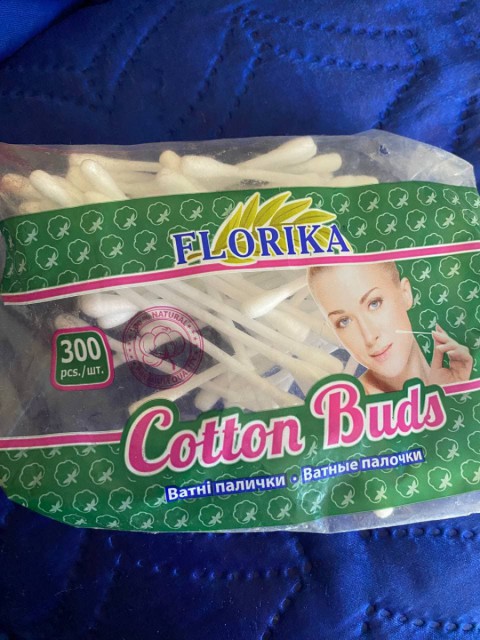 FLORIKA
300
pcs./шт.
Cotton Buds
Ватні палички • Ватные палочки